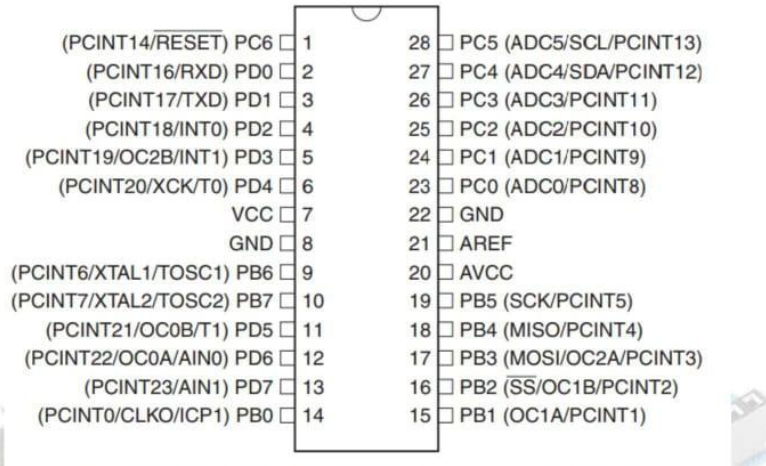 (PCINT14/RESET) PC6 1 28 PC5 (ADC5/SCL/PCINT13)
(PCINT16/RXD) PD0 2 27 PC4 (ADC4/SDA/PCINT12)
(PCINT17/TXD) PD1 3 26 PC3 (ADC3/PCINT11)
(PCINT18/INT0) PD2 4 25 PC2 (ADC2/PCINT10)
(PCINT19/OC2B/INT1) PD3 5 24 PC1 (ADC1/PCINT9)
(PCINT20/XCK/T0) PD4 6 23 PC0 (ADC0/PCINT8)
VCC 7 22 GND
GND 8 21 AREF
(PCINT6/XTAL1/TOSC1) PB6 9 20 AVCC
(PCINT7/XTAL2/TOSC2) PB7 10 19 PB5 (SCK/PCINT5)
(PCINT21/OC0B/T1) PD5 11 18 PB4 (MISO/PCINT4)
(PCINT22/OC0A/AIN0) PD6 12 17 PB3 (MOSI/OC2A/PCINT3)
(PCINT23/AIN1) PD7 13 16 PB2 (SS/OC1B/PCINT2)
(PCINT0/CLKO/ICP1) PB0 14 15 PB1 (OC1A/PCINT1)